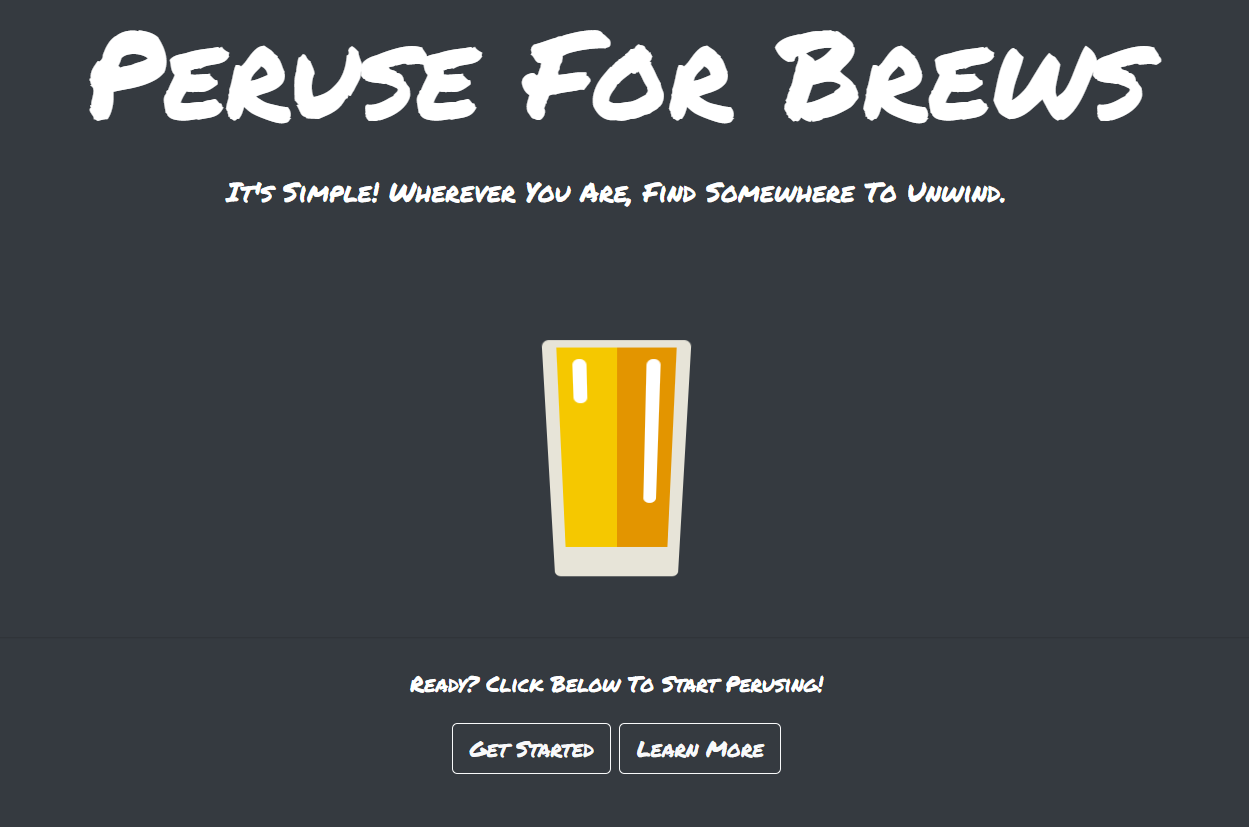 Peruse For Brews
It's Simple! Wherever You Are, Find Somewhere To Unwind.
Ready? Click Below To Start Perusing!
Get Started Learn More